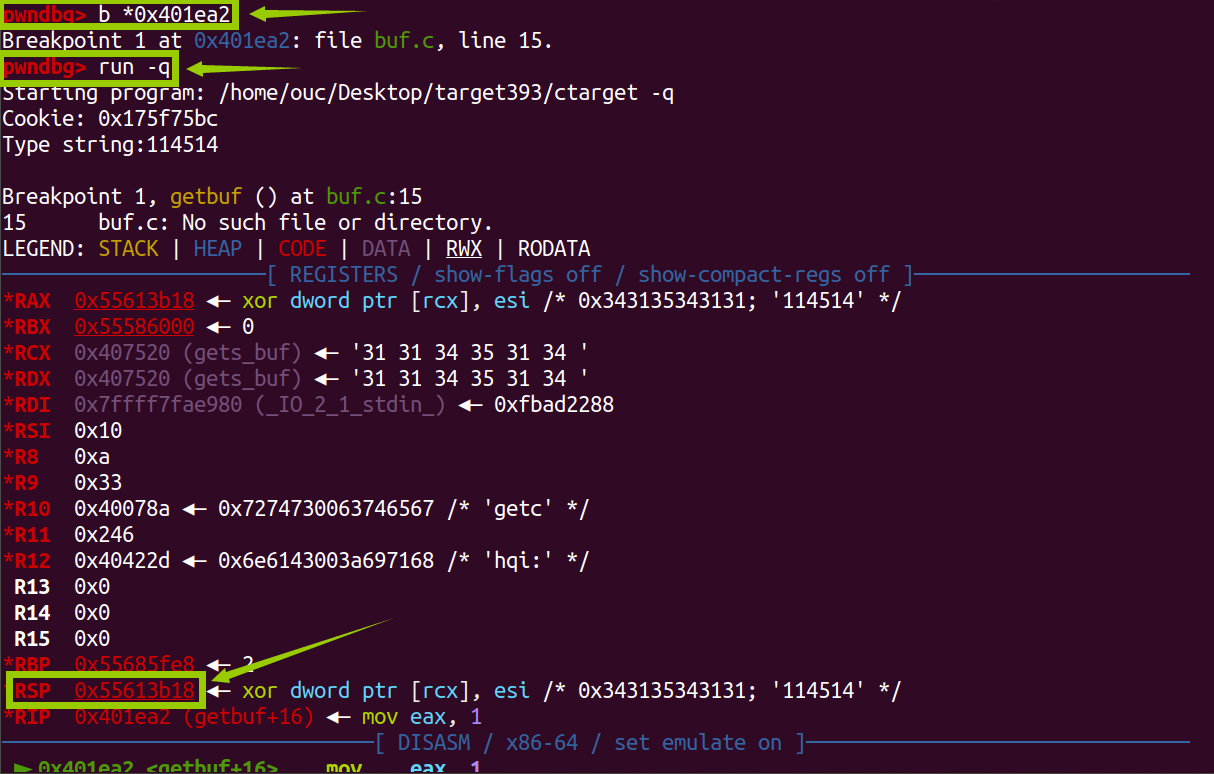 pwndbg> b *0x401ea2
Breakpoint 1 at 0x401ea2: file buf.c, line 15.
pwndbg> run -q
Starting program: /home/ouc/Desktop/target393/ctarget -q
Cookie: 0x175f75bc
Type string:114514
Breakpoint 1, getbuf () at buf.c:15
15      buf.c: No such file or directory.
LEGEND: STACK | HEAP | CODE | DATA | RWX | RODATA
[ REGISTERS / show-flags off / show-compact-regs off ]
*RAX  0x55613b18 ◂— xor dword ptr [rcx], esi /* 0x343135343131; '114514' */
*RBX  0x55586000 ◂— 0
*RCX  0x407520 (gets_buf) ◂— '31 31 34 35 31 34 '
*RDX  0x407520 (gets_buf) ◂— '31 31 34 35 31 34 '
*RDI  0x7ffff7fae980 (_IO_2_1_stdin_) ◂— 0xfbad2288
*RSI  0x10
*R8   0xa
*R9   0x33
*R10  0x40078a ◂— 0x7274730063746567 /* 'getc' */
*R11  0x246
*R12  0x40422d ◂— 0x6e6143003a697168 /* 'hqi:' */
R13  0x0
R14  0x0
R15  0x0
*RBP  0x55685fe8 ◂— 2
RSP  0x55613b18 ◂— xor dword ptr [rcx], esi /* 0x343135343131; '114514' */
*RIP  0x401ea2 (getbuf+16) ◂— mov eax, 1
[ DISASM / x86-64 / set emulate on ]
► 0x401ea2 <getbuf+16>    mov    eax, 1